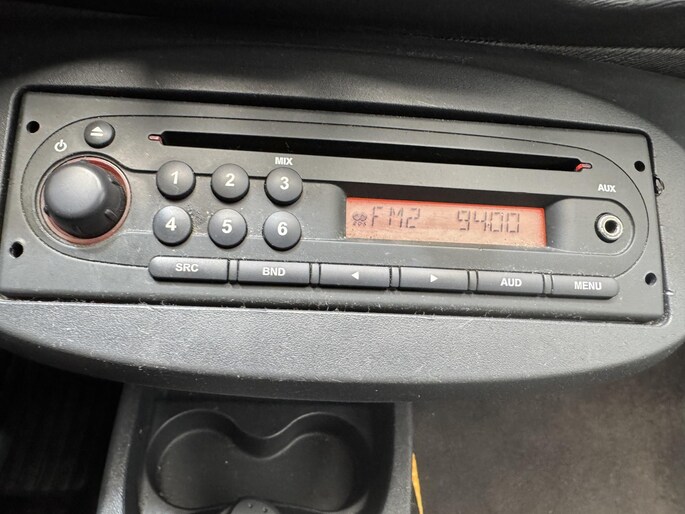 MIX
AUX
1 2 3
FM2 9400
4 5 6
SRC BND AUD MENU